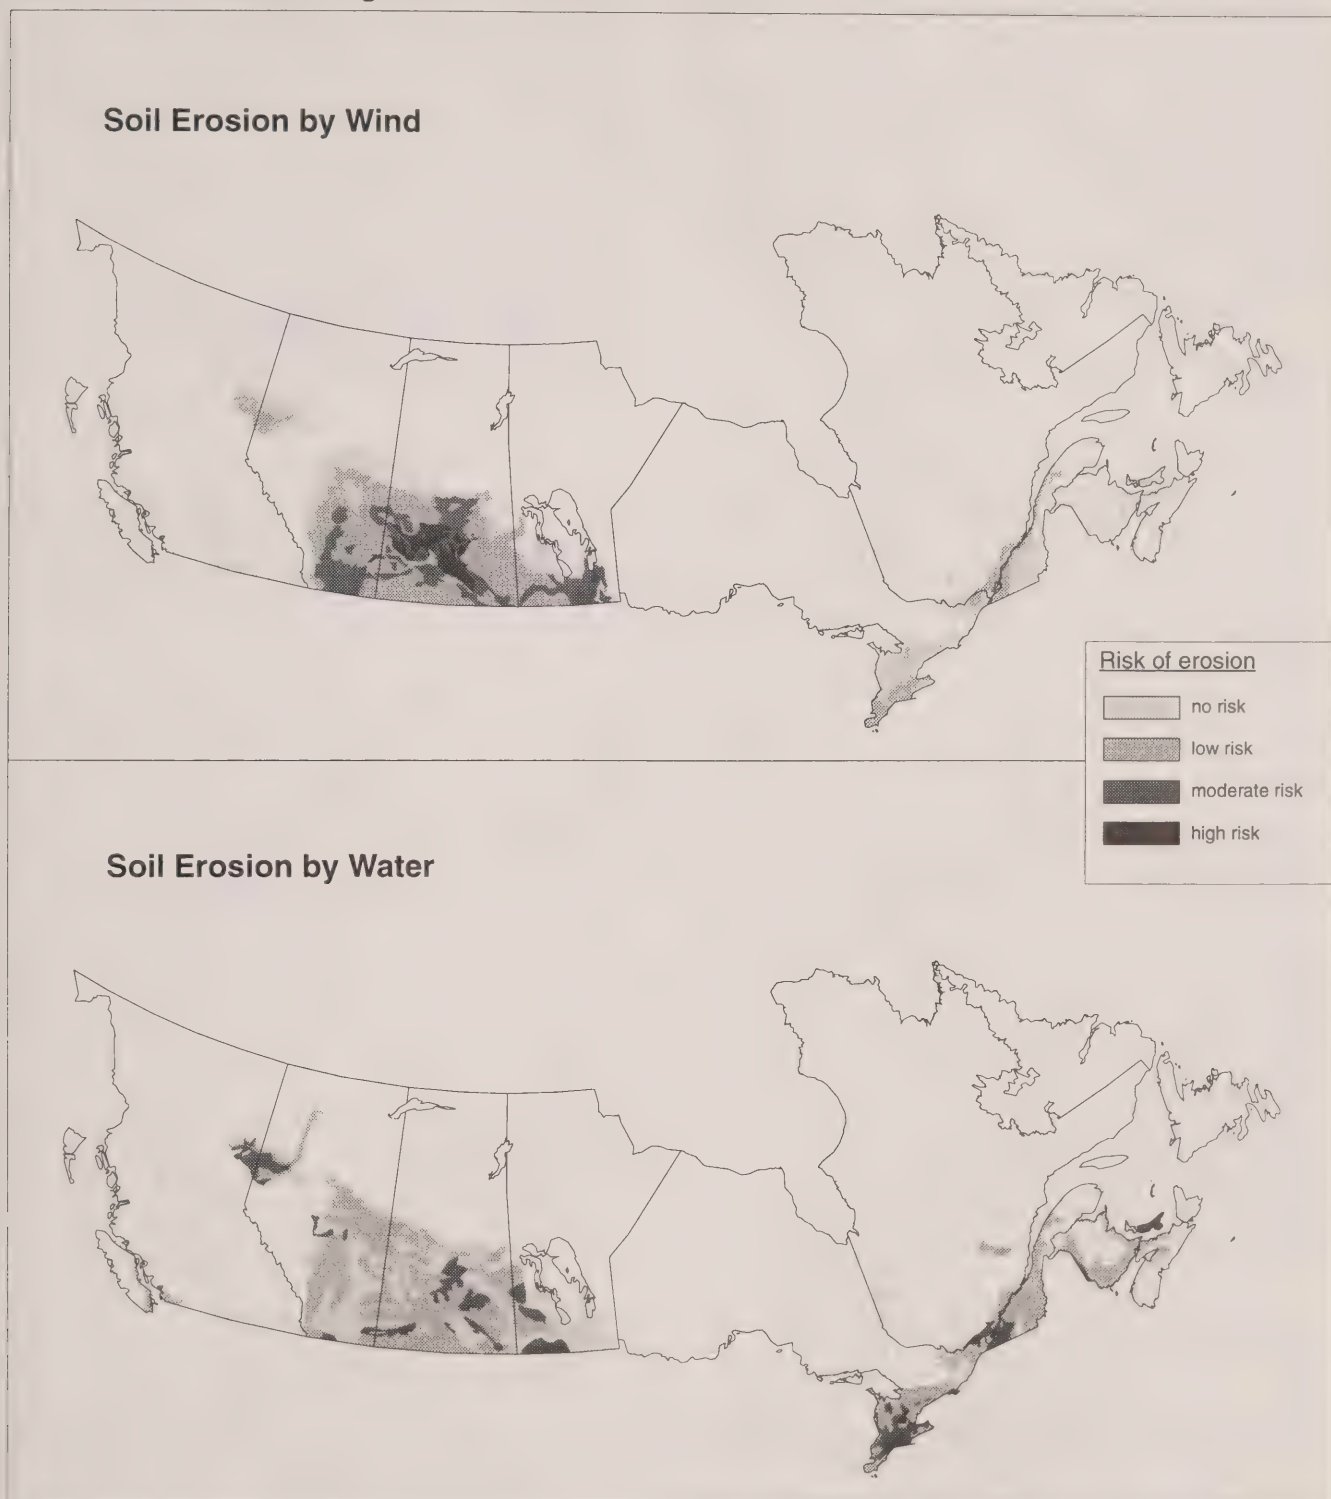 Soil Erosion by Wind
Risk of erosion
no risk
low risk
moderate risk
high risk
Soil Erosion by Water